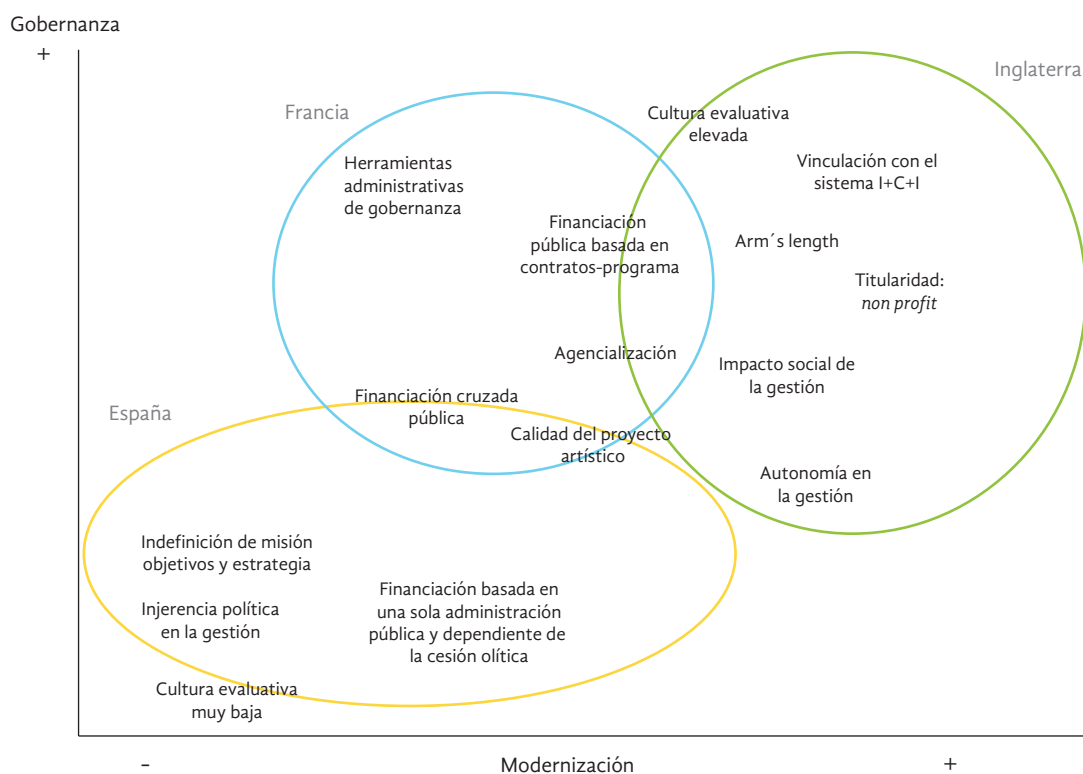 Gobernanza
+
Inglaterra
Francia
Cultura evaluativa
elevada
Herramientas
administrativas
de gobernanza
Vinculación con el
sistema I+C+I
Financiación
pública basada en
contratos-programa
Arm´s length
Titularidad:
non profit
Agencialización
Impacto social de
la gestión
Financiación cruzada
pública
España
Calidad del proyecto
artístico
Autonomía en
la gestión
Indefinición de misión
objetivos y estrategia
Financiación basada en
una sola administración
pública y dependiente de
la cesión olítica
Injerencia política
en la gestión
Cultura evaluativa
muy baja
-
Modernización
+